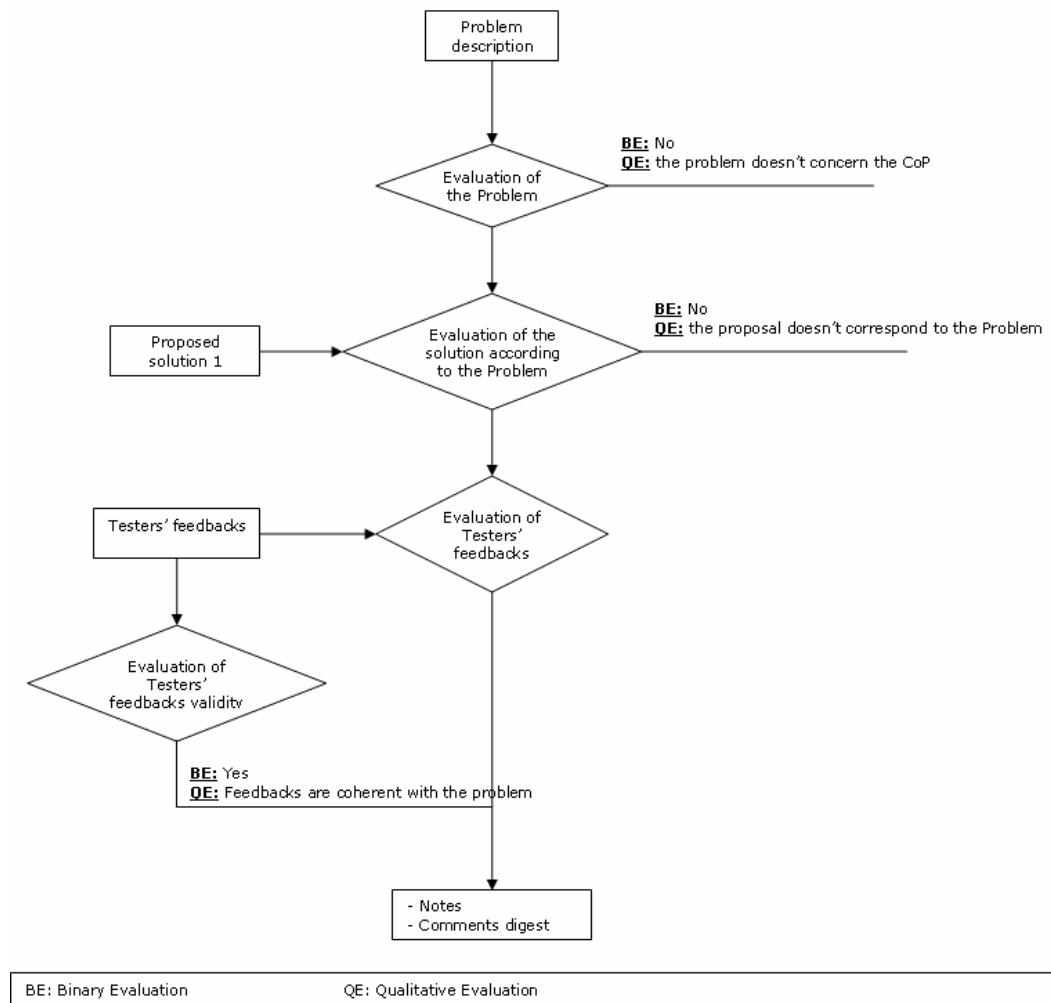 Problem
description
BE: No
QE: the problem doesn't concern the CoP
Evaluation of
the Problem
BE: No
QE: the proposal doesn't correspond to the Problem
Proposed
solution 1
Evaluation of the
solution according
to the Problem
Testers' feedbacks
Evaluation of
Testers'
feedbacks
Evaluation of
Testers'
feedbacks validity
BE: Yes
QE: Feedbacks are coherent with the problem
- Notes
- Comments digest
BE: Binary Evaluation
QE: Qualitative Evaluation